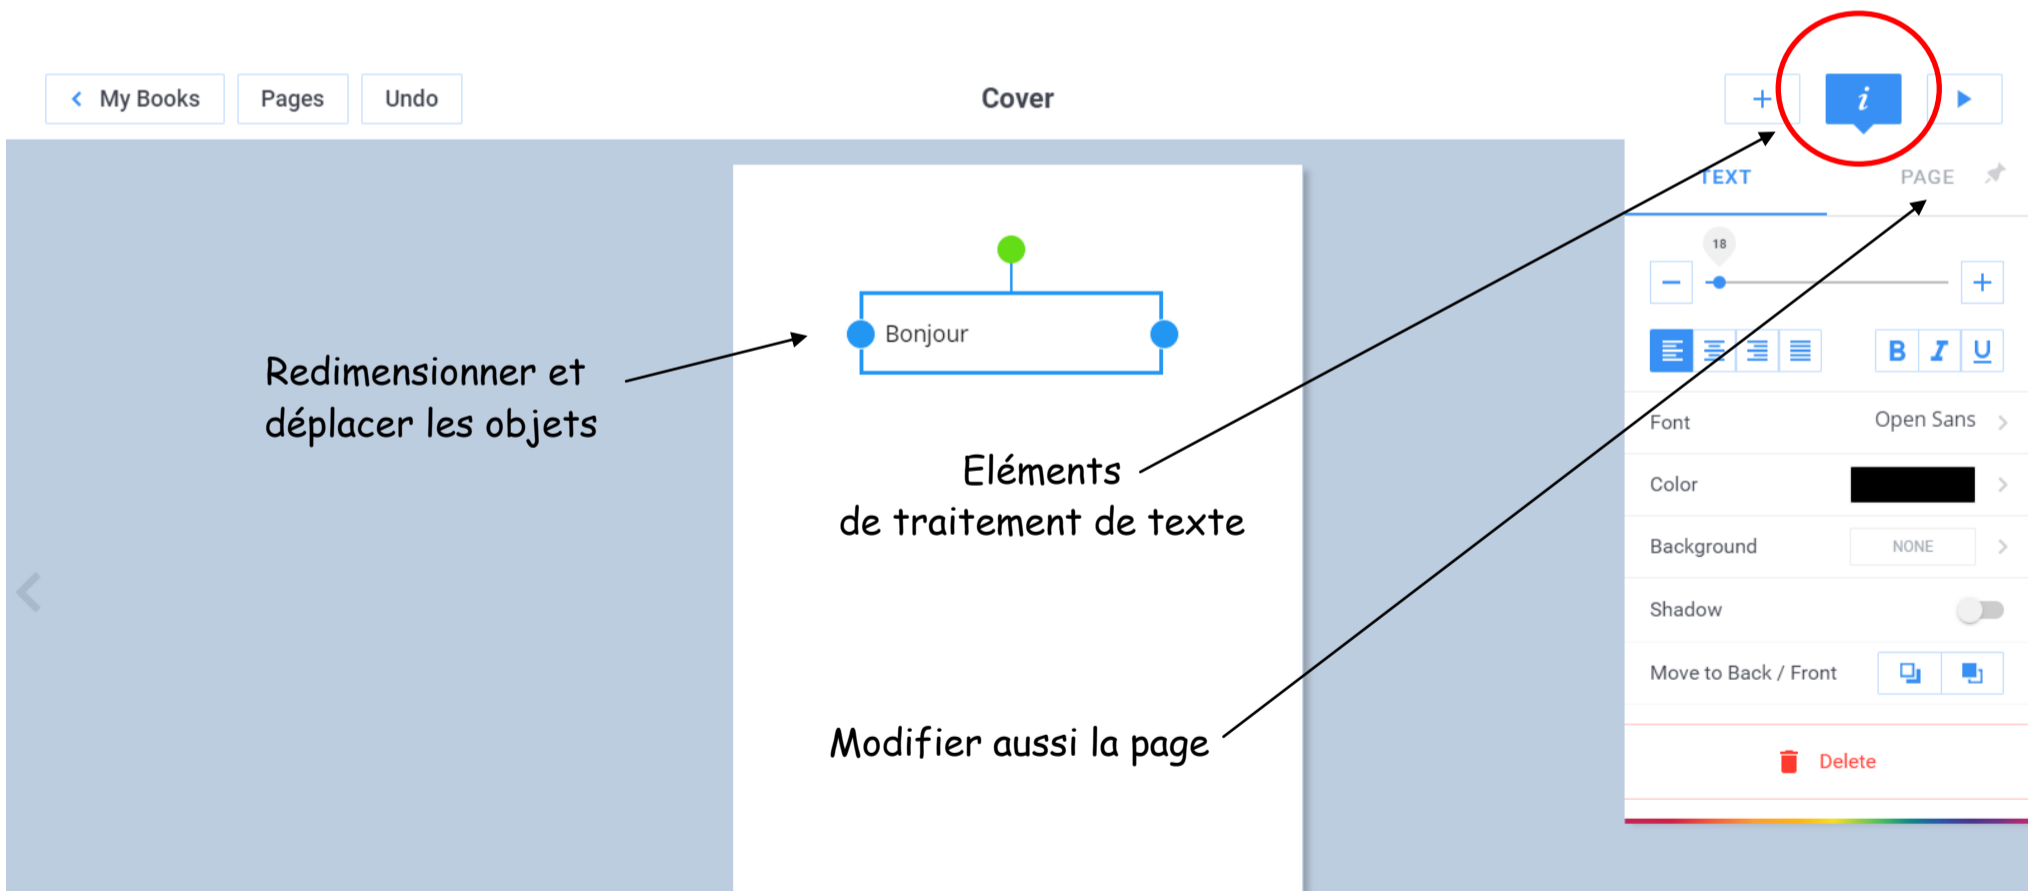 My Books
Pages
Undo
Cover
i
TEXT
PAGE
18
Bonjour
B I U
Redimensionner et
déplacer les objets
Font
Open Sans
Eléments
de traitement de texte
Color
Background
NONE
Shadow
Move to Back / Front
Modifier aussi la page
Delete